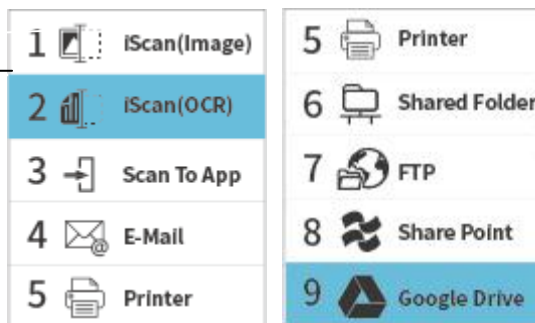 1 iScan(Image)
2 iScan(OCR)
3 Scan To App
4 E-Mail
5 Printer
5 Printer
6 Shared Folder
7 FTP
8 Share Point
9 Google Drive